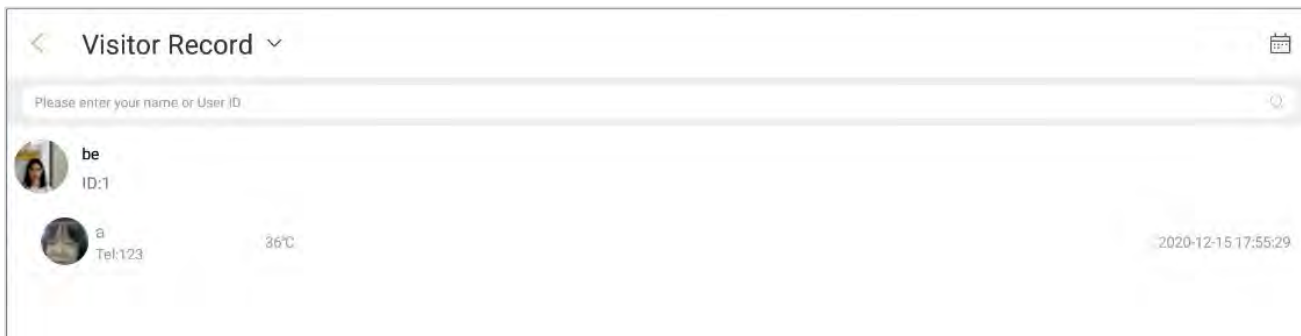 Visitor Record
Please enter your name or User ID
be
ID:1
a
Tel:123
36℃
2020-12-15 17:55:29